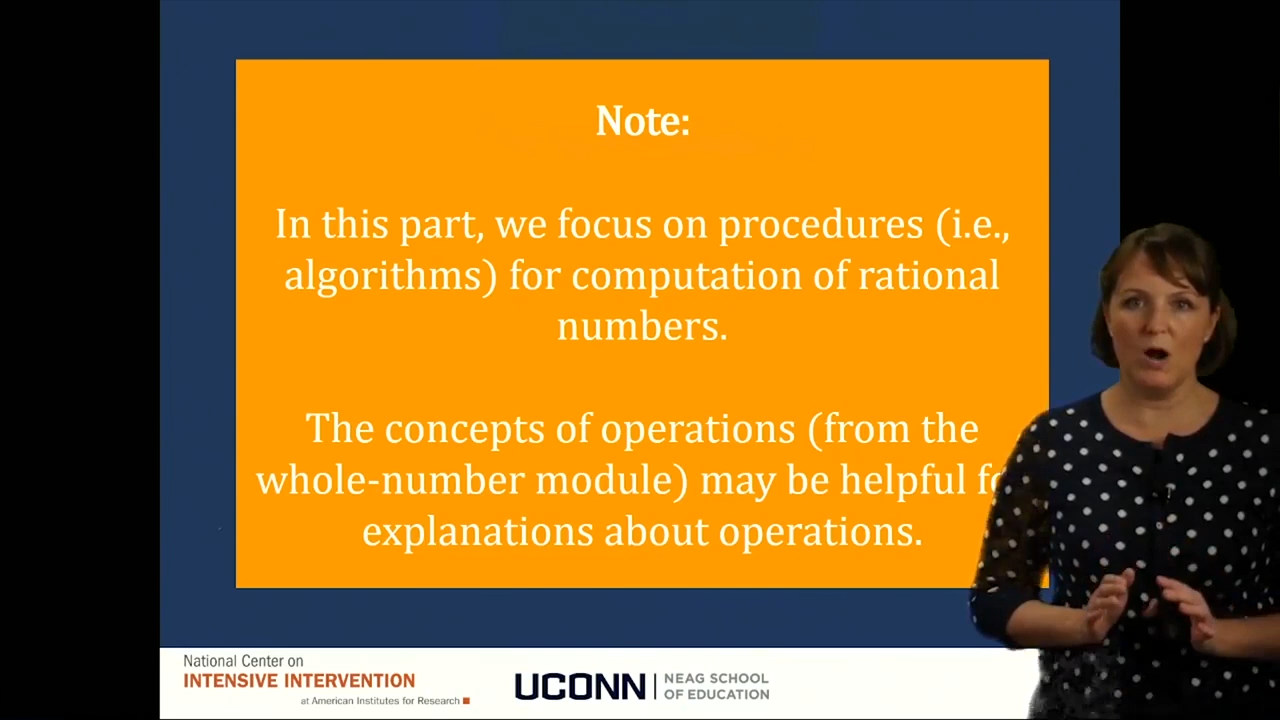 Note:
In this part, we focus on procedures (i.e.,
algorithms) for computation of rational
numbers.
The concepts of operations (from the
whole-number module) may be helpful
explanations about operations.
National Center on
INTENSIVE INTERVENTION
at American Institutes for Research
UCONN
NEAG SCHOOL
OF EDUCATION